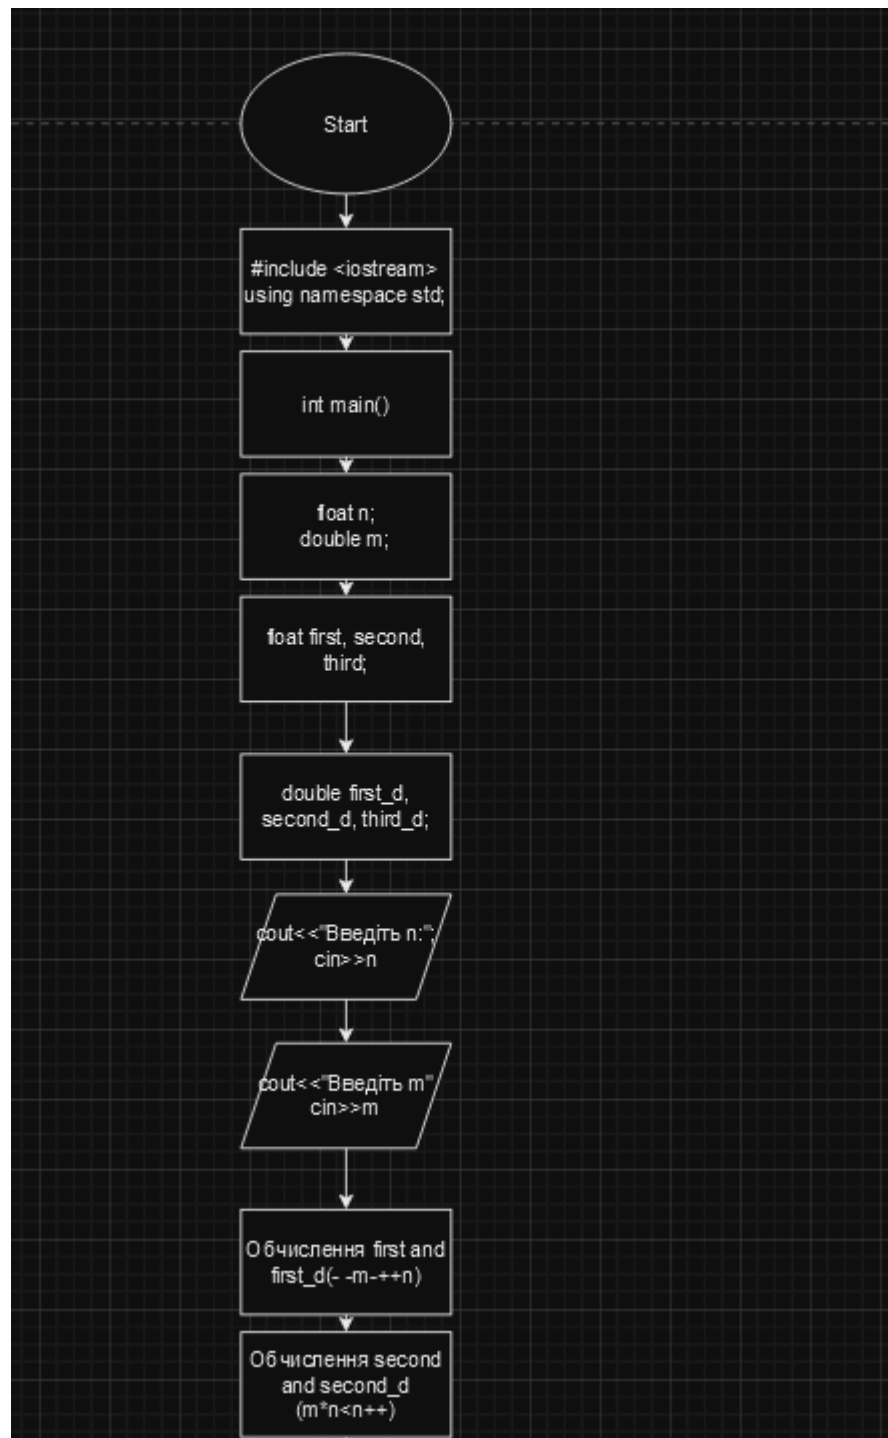 Start
#include <iostream>
using namespace std;
int main()
float n;
double m;
float first, second,
third;
double first_d,
second_d, third_d;
cout<<"Введіть n:";
cin>>n
cout<<"Введіть m"
cin>>m
Обчислення first and
first_d(- -m-++n)
Обчислення second
and second_d
(m*n<n++)